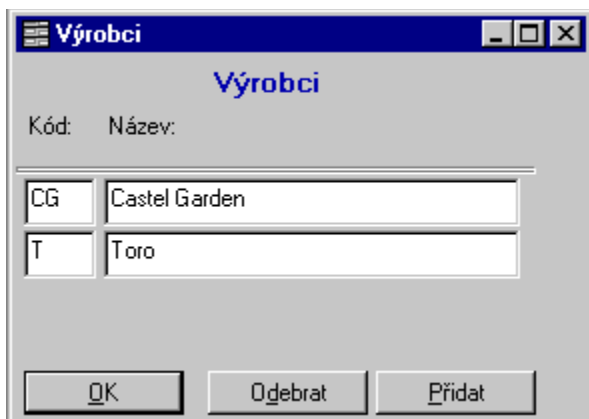 Výrobci
Výrobci
Kód: Název:
CG Castel Garden
T Toro
OK Odebrat Přidat